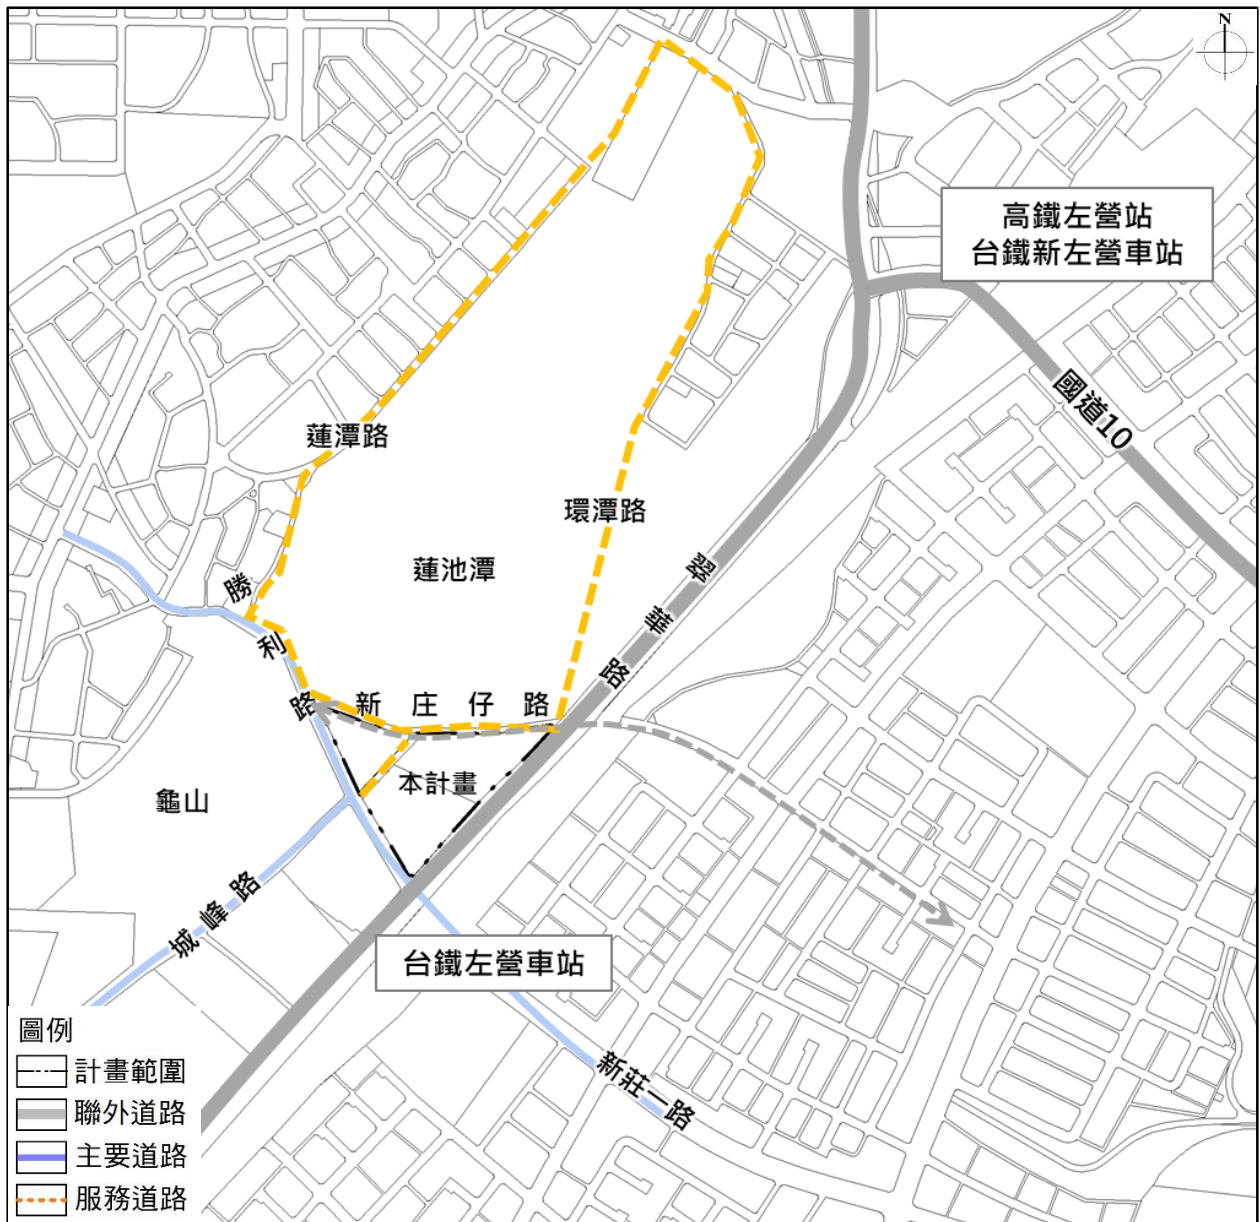 N
高鐵左營站
台鐵新左營車站
國道10
蓮潭路
環潭路
蓮池潭
翠華路
勝利路
新庄仔路
本計畫
龜山
城峰路
台鐵左營車站
新莊一路
圖例
計畫範圍
聯外道路
主要道路
服務道路